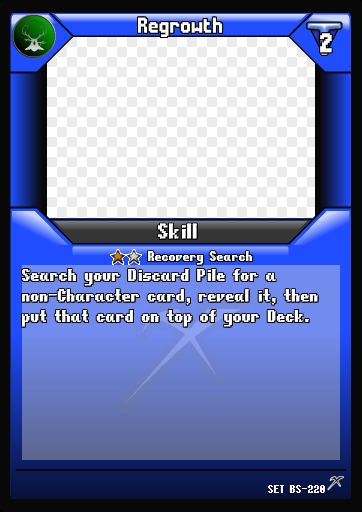 Regrowth
2
Skill
Recovery Search
Search your Discard Pile for a
non-Character card, reveal it, then
put that card on top of your Deck.
SET BS-220